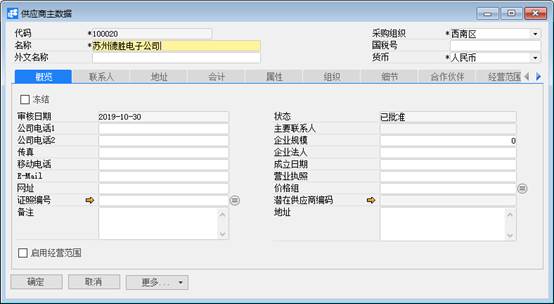 供应商主数据
代码 *100020 采购组织 *西南区
名称 *苏州德胜电子公司 国税号
外文名称 货币 *人民币
概览 联系人 地址 会计 属性 组织 细节 合作伙伴 经营范围
冻结
审核日期 2019-10-30 状态 已批准
公司电话1 主要联系人
公司电话2 企业规模 0
传真 企业法人
移动电话 成立日期
E-Mail 营业执照
网址 价格组
证照编号 潜在供应商编码
备注 地址
启用经营范围
确定 取消 更多...